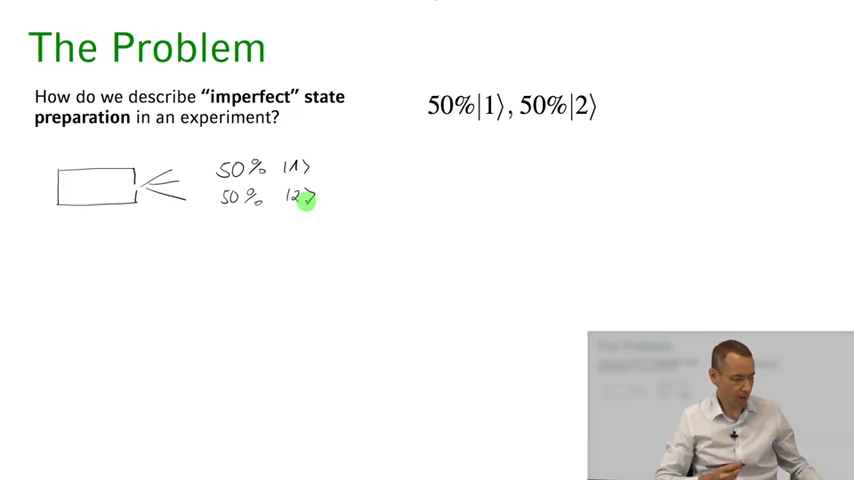 The Problem
How do we describe “imperfect” state
preparation in an experiment?
50%|1⟩, 50%|2⟩
50% |1⟩
50% |2⟩